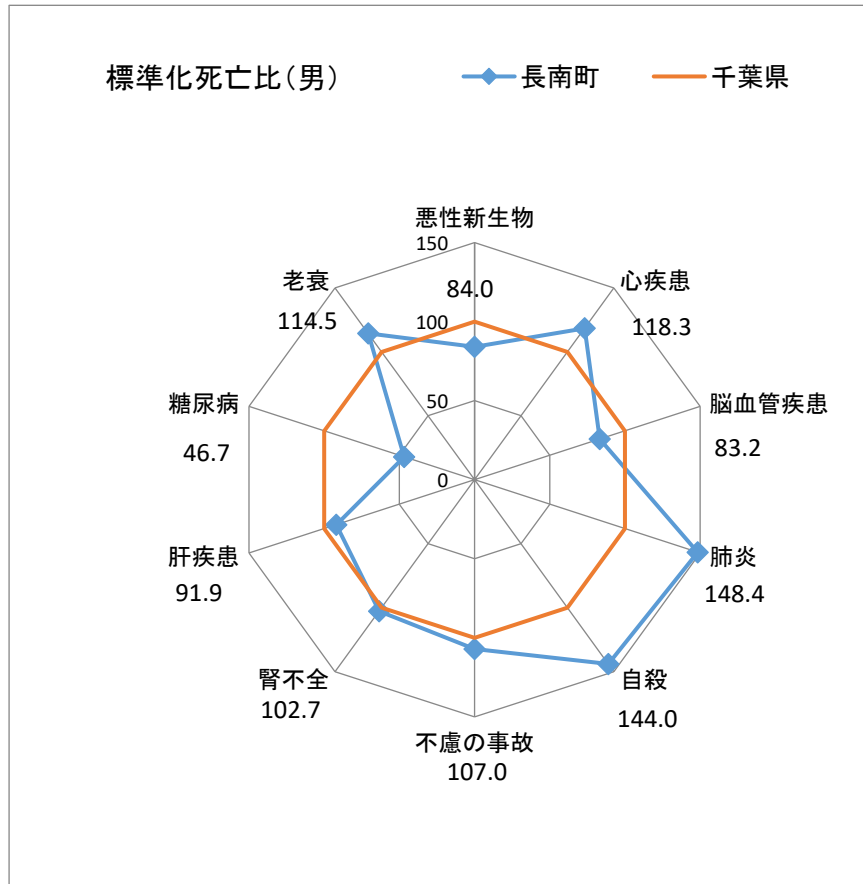 標準化死亡比(男)
長南町
千葉県
悪性新生物
84.0
心疾患
118.3
脳血管疾患
83.2
肺炎
148.4
自殺
144.0
不慮の事故
107.0
腎不全
102.7
肝疾患
91.9
糖尿病
46.7
老衰
114.5
150
100
50
0